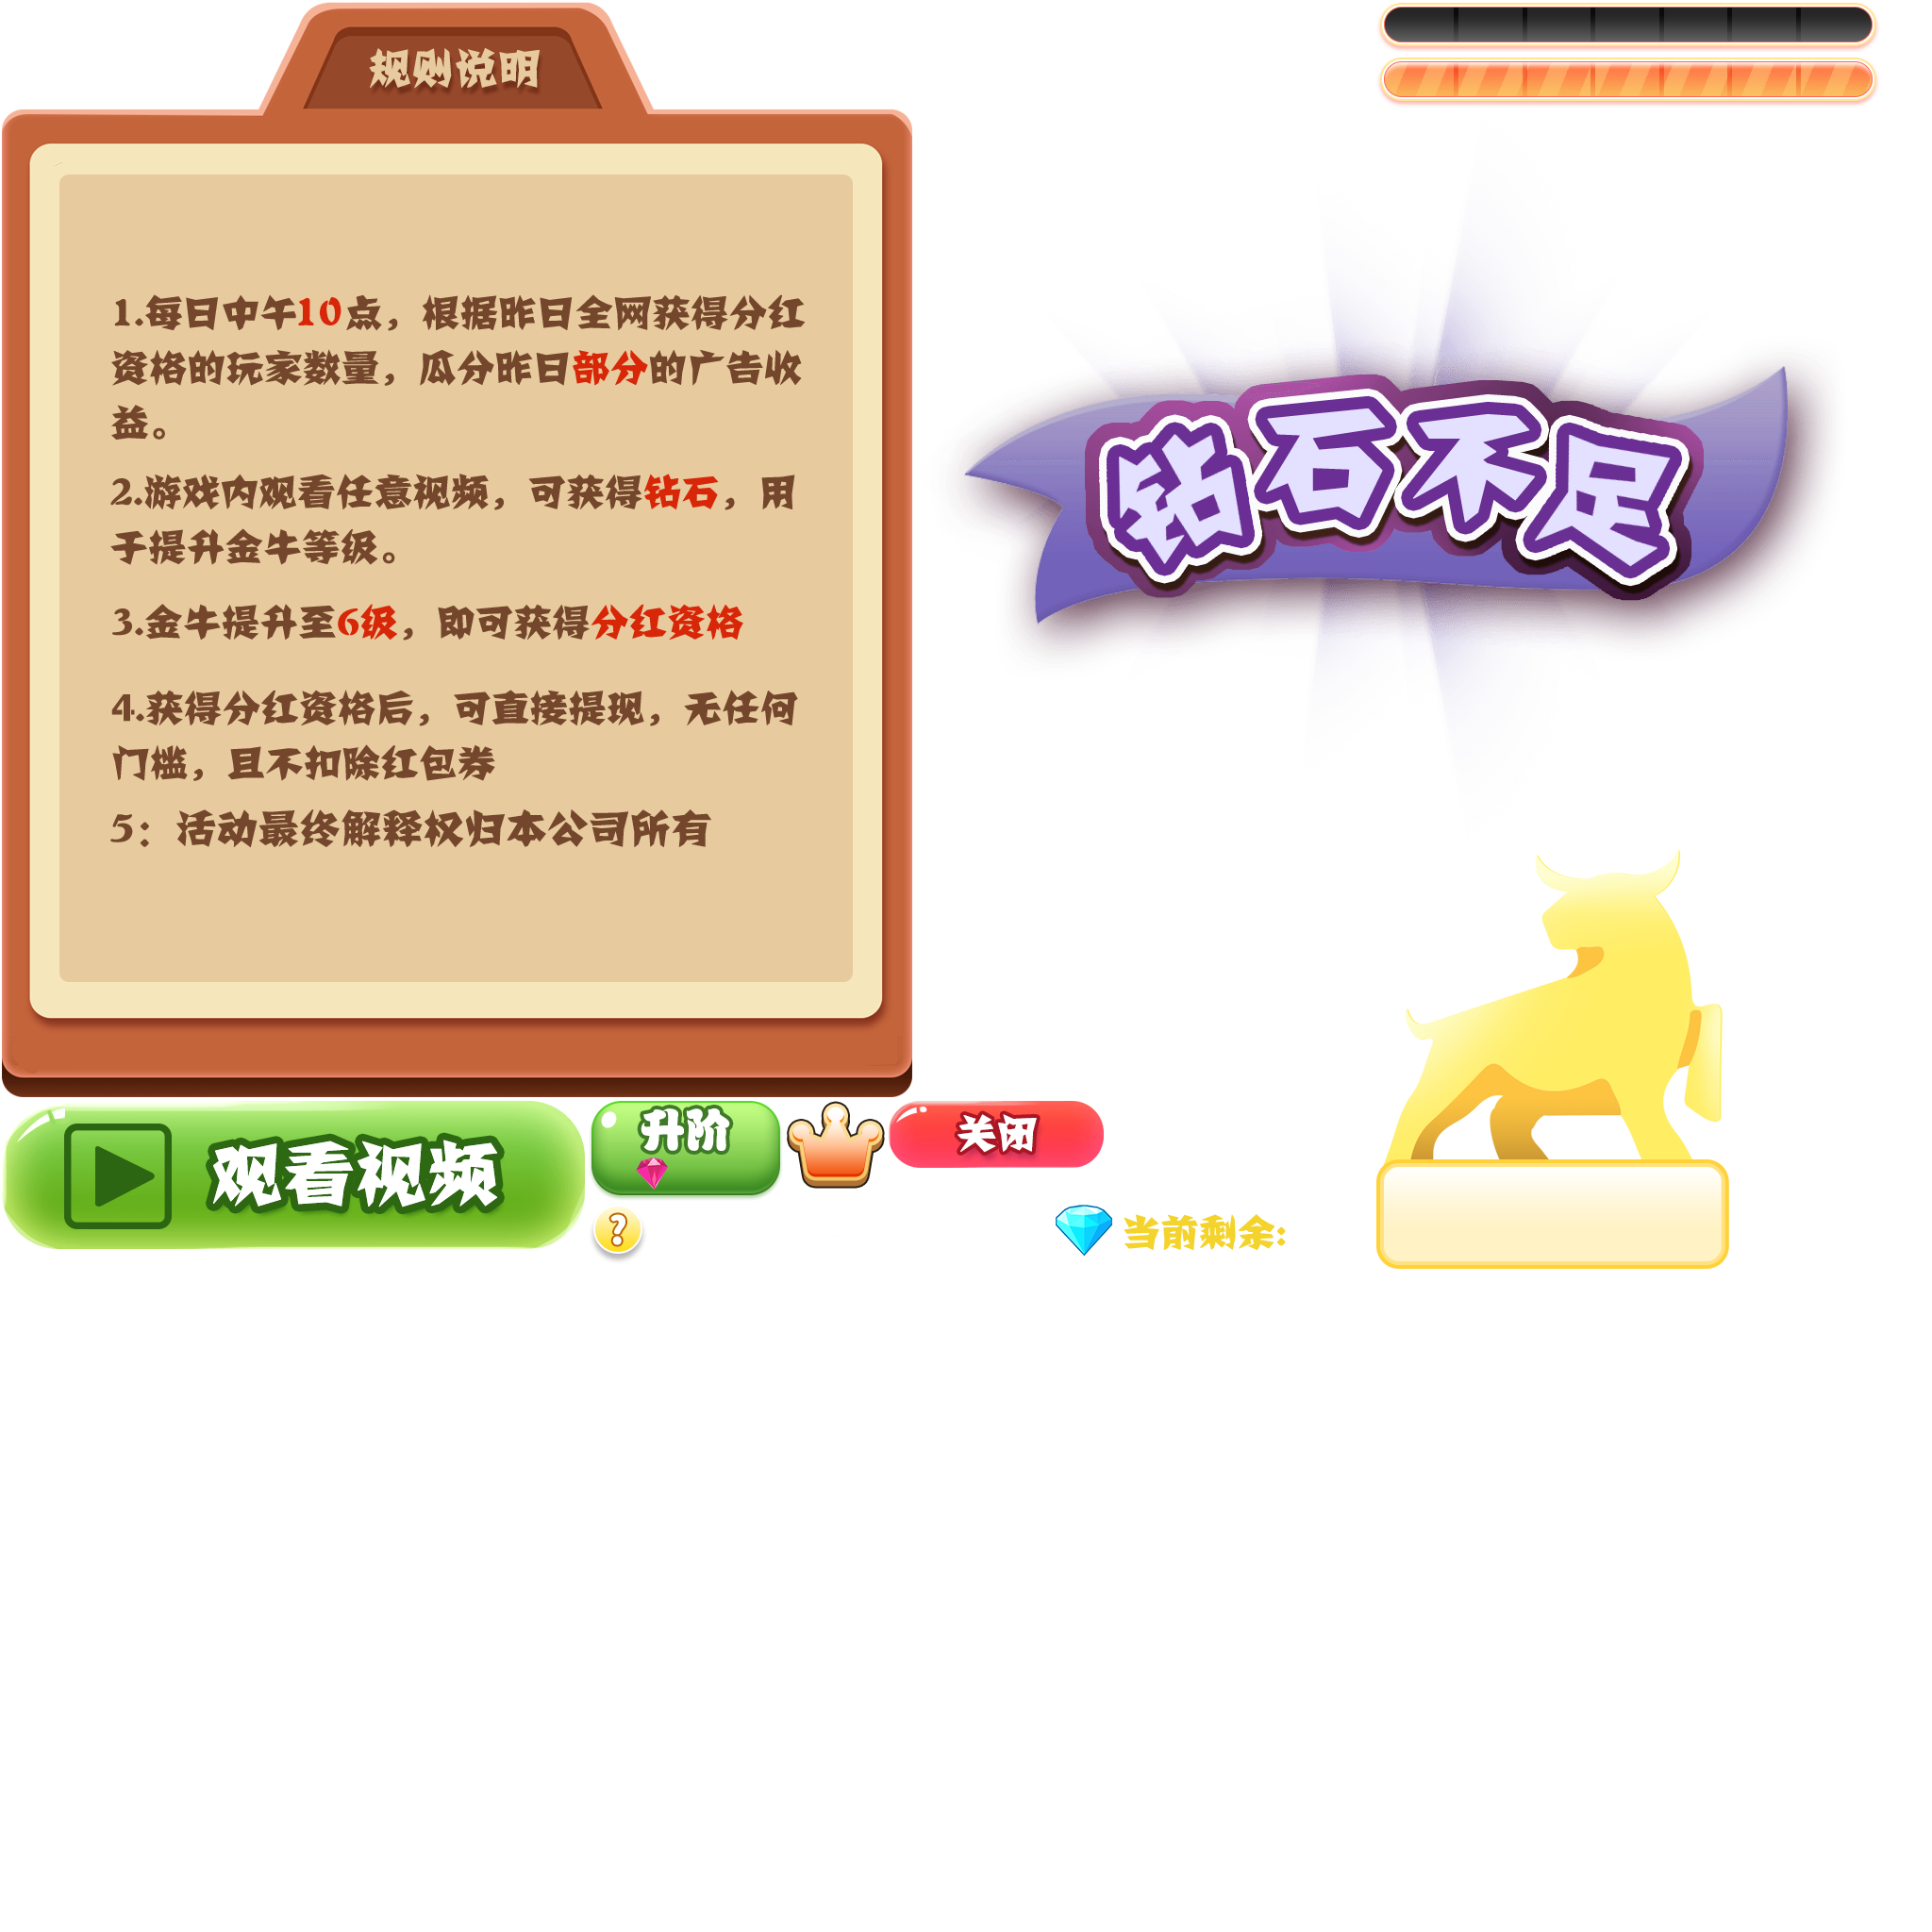 规则说明
1.每日中午10点，根据昨日全网获得分红
资格的玩家数量，瓜分昨日部分的广告收
益。
2.游戏内观看任意视频，可获得钻石，用
于提升金牛等级。
3.金牛提升至6级，即可获得分红资格
4.获得分红资格后，可直接提现，无任何
门槛，且不扣除红包券
5：活动最终解释权归本公司所有
钻石不足
观看视频
升阶
关闭
?
当前剩余: